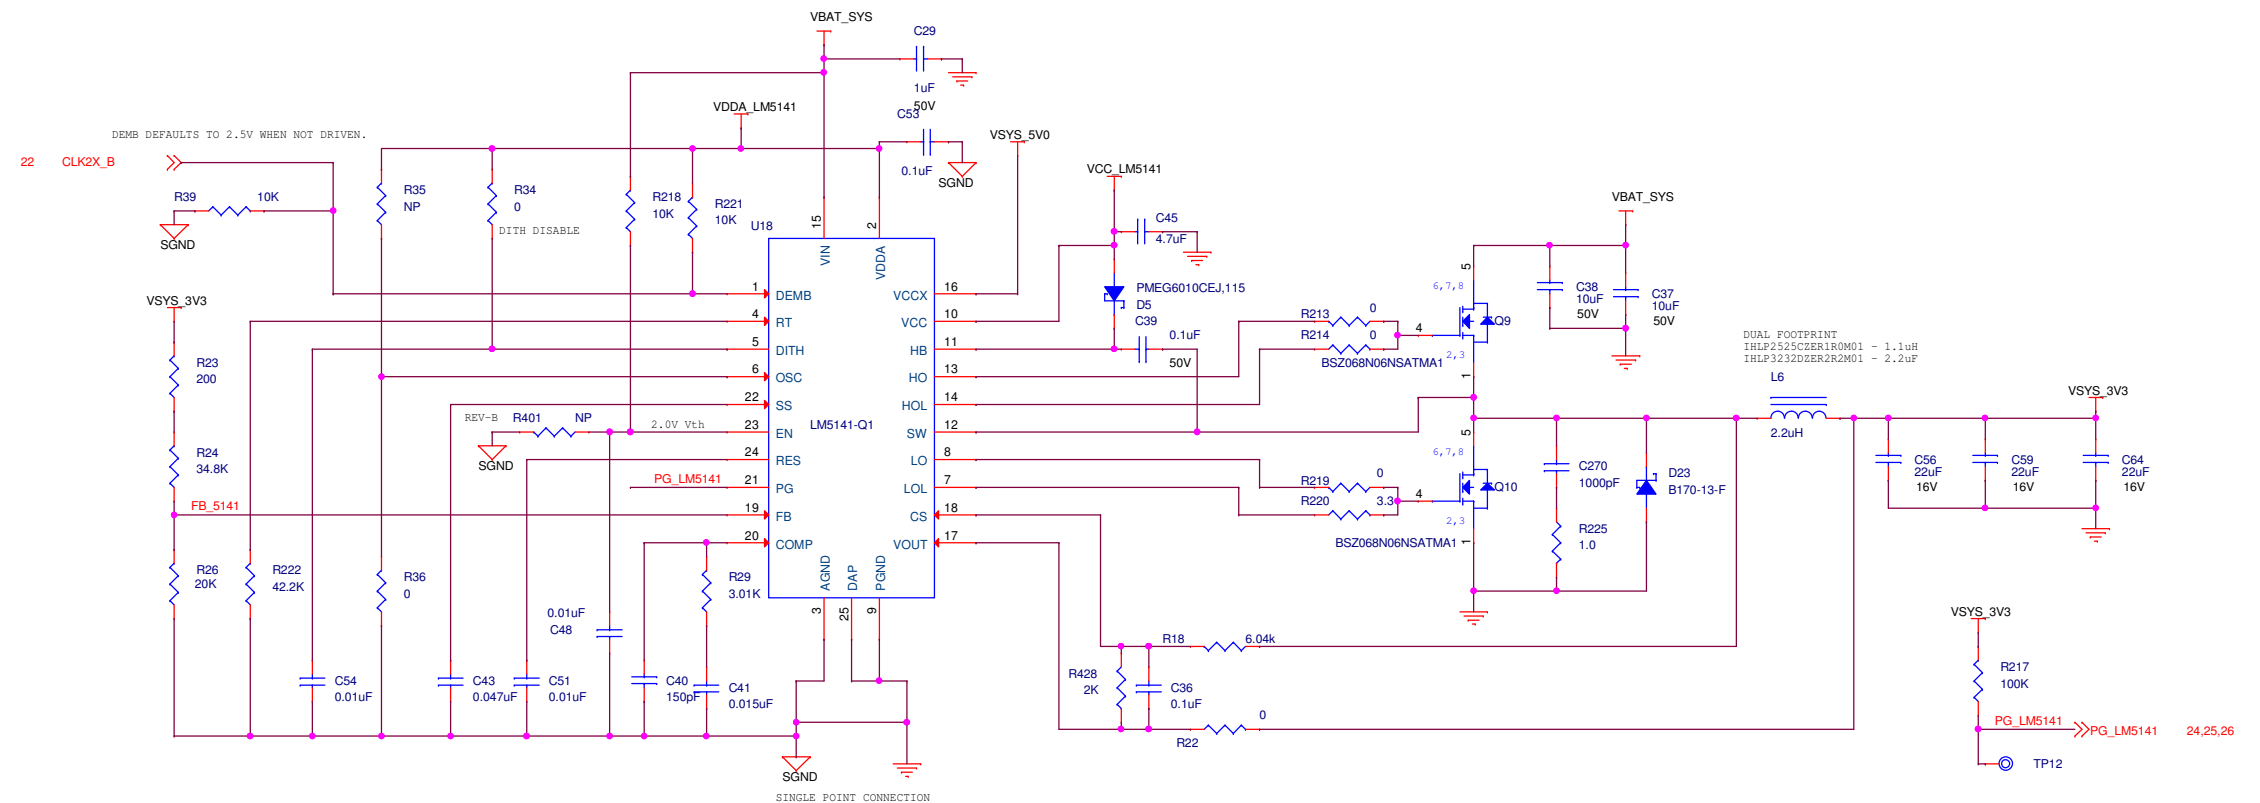 VBAT_SYS
C29
1uF
50V
VDDA_LM5141
C53
0.1uF
SGND
DEMB DEFAULTS TO 2.5V WHEN NOT DRIVEN.
22 CLK2X_B
R39 10K
SGND
R35
NP
R34
0
DITH DISABLE
R218
10K
R221
10K
VSYS_5V0
VCC_LM5141
C45
4.7uF
PMEG6010CEJ,115
D5
C39
0.1uF
50V
VBAT_SYS
C38
10uF
50V
C37
10uF
50V
U18
LM5141-Q1
15
VIN
2
VDDA
1 DEMB
4 RT
5 DITH
6 OSC
22 SS
23 EN
24 RES
21 PG
19 FB
20 COMP
VCCX 16
VCC 10
HB 11
HO 13
HOL 14
SW 12
LO 8
LOL 7
CS 18
VOUT 17
AGND
3
DAP
25
PGND
9
VSYS_3V3
R23
200
R24
34.8K
FB_5141
R26
20K
R222
42.2K
REV-B R401 NP
SGND
2.0V Vth
PG_LM5141
R36
0
0.01uF
C48
R29
3.01K
C54
0.01uF
C43
0.047uF
C51
0.01uF
C40
150pF
C41
0.015uF
SGND
SINGLE POINT CONNECTION
R213 0
R214 0
BSZ068N06NSATMA1
5
6,7,8
4
Q9
2,3
1
R219 0
R220 3.3
BSZ068N06NSATMA1
5
6,7,8
4
Q10
2,3
1
C270
1000pF
R225
1.0
D23
B170-13-F
DUAL FOOTPRINT
IHLP2525CZER1R0M01 - 1.1uH
IHLP3232DZER2R2M01 - 2.2uF
L6
2.2uH
VSYS_3V3
C56
22uF
16V
C59
22uF
16V
C64
22uF
16V
R18 6.04k
R428
2K
C36
0.1uF
R22
0
VSYS_3V3
R217
100K
PG_LM5141
PG_LM5141 24,25,26
TP12